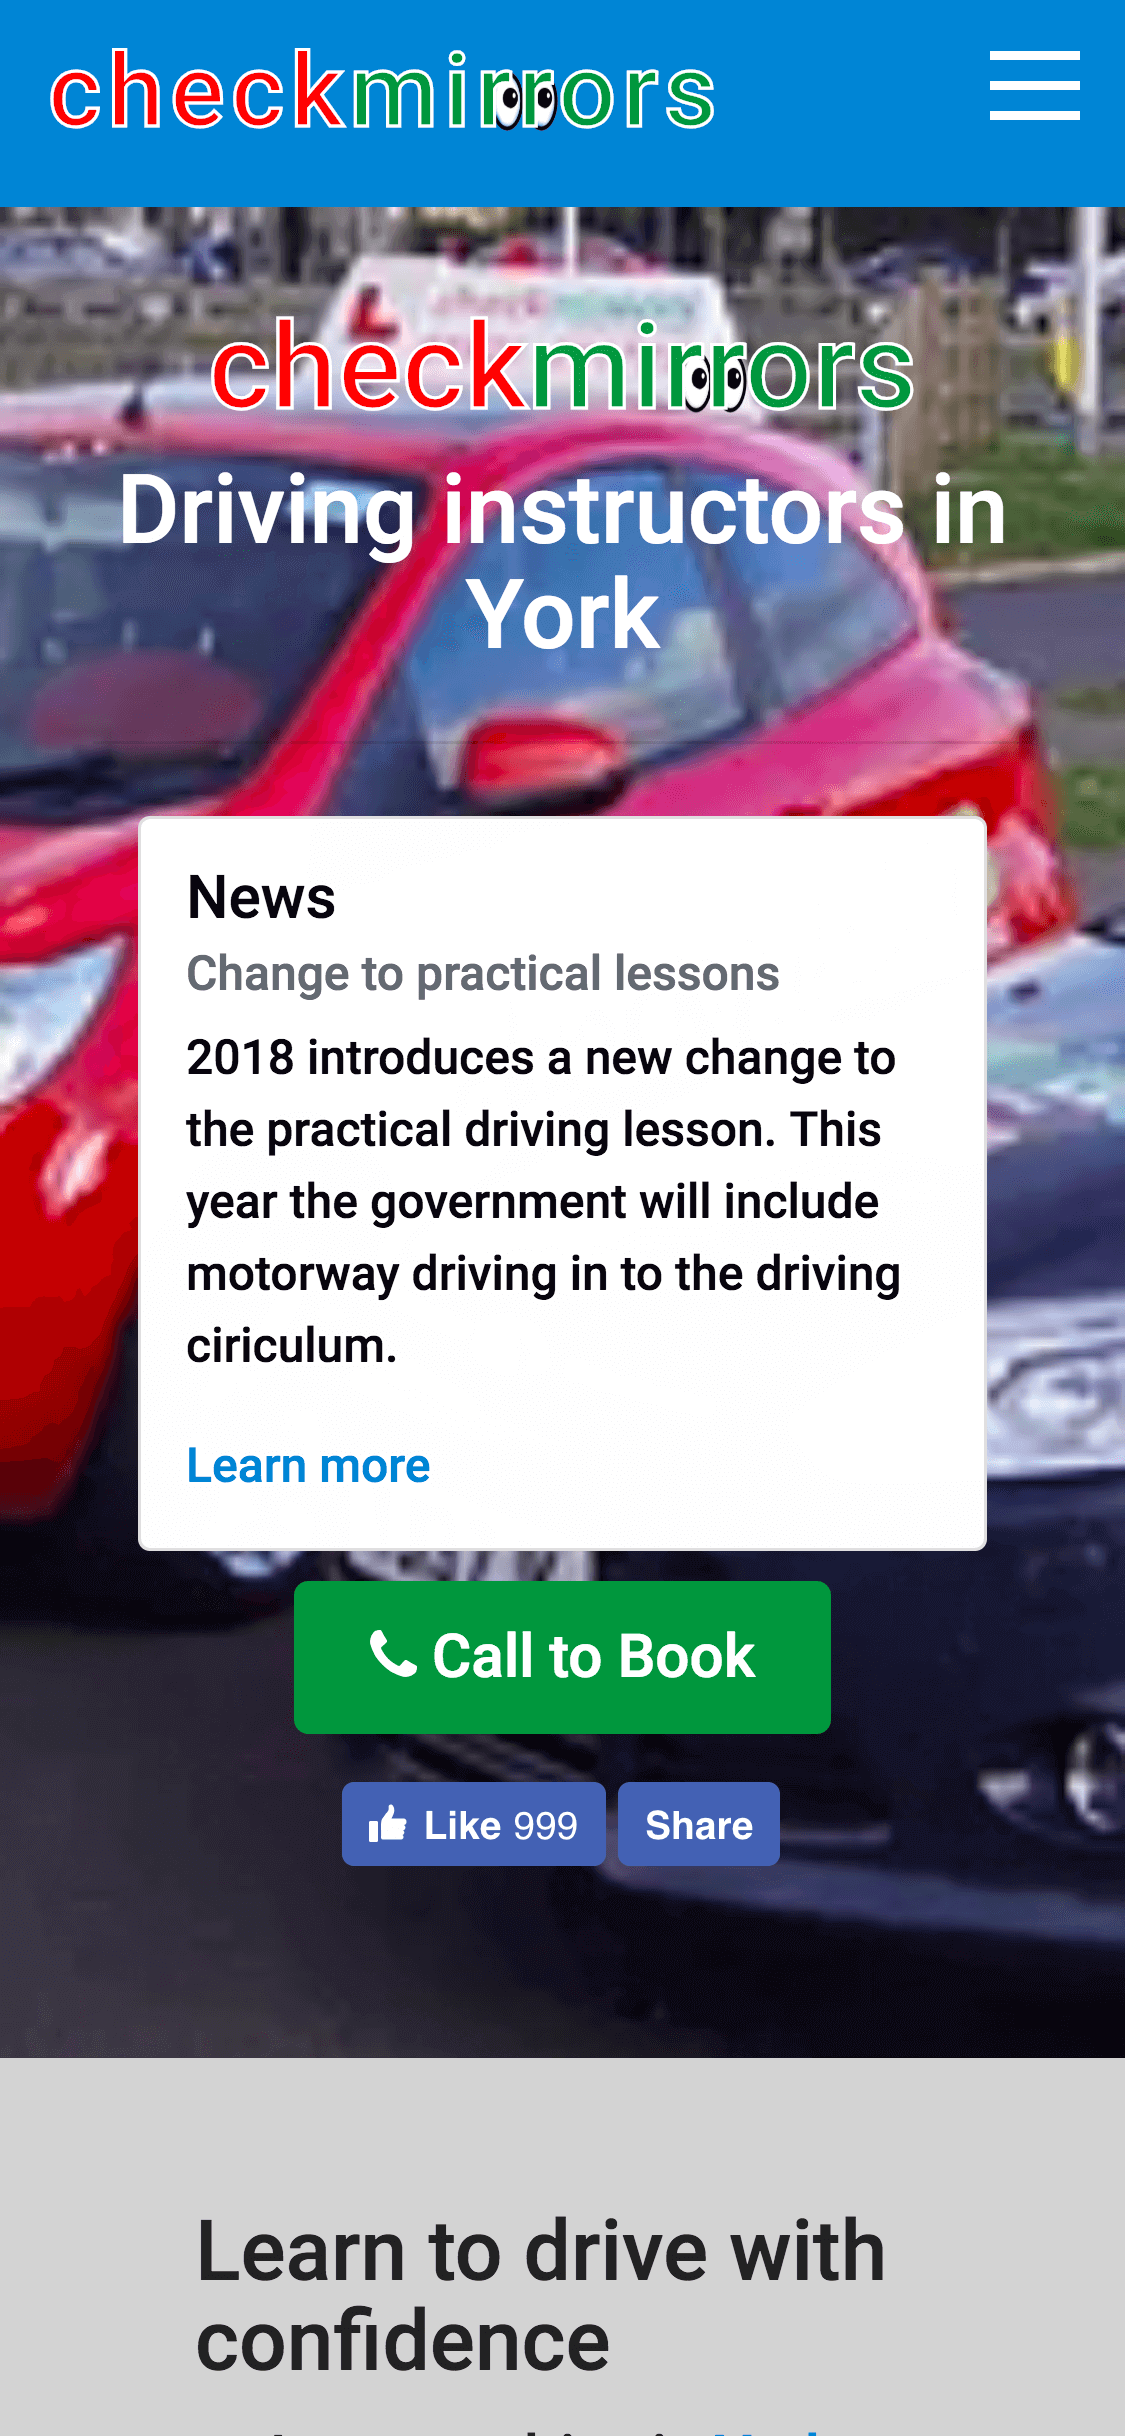 checkmirrors
checkmirrors
Driving instructors in
York
News
Change to practical lessons
2018 introduces a new change to
the practical driving lesson. This
year the government will include
motorway driving in to the driving
ciriculum.
Learn more
Call to Book
Like 999
Share
Learn to drive with
confidence